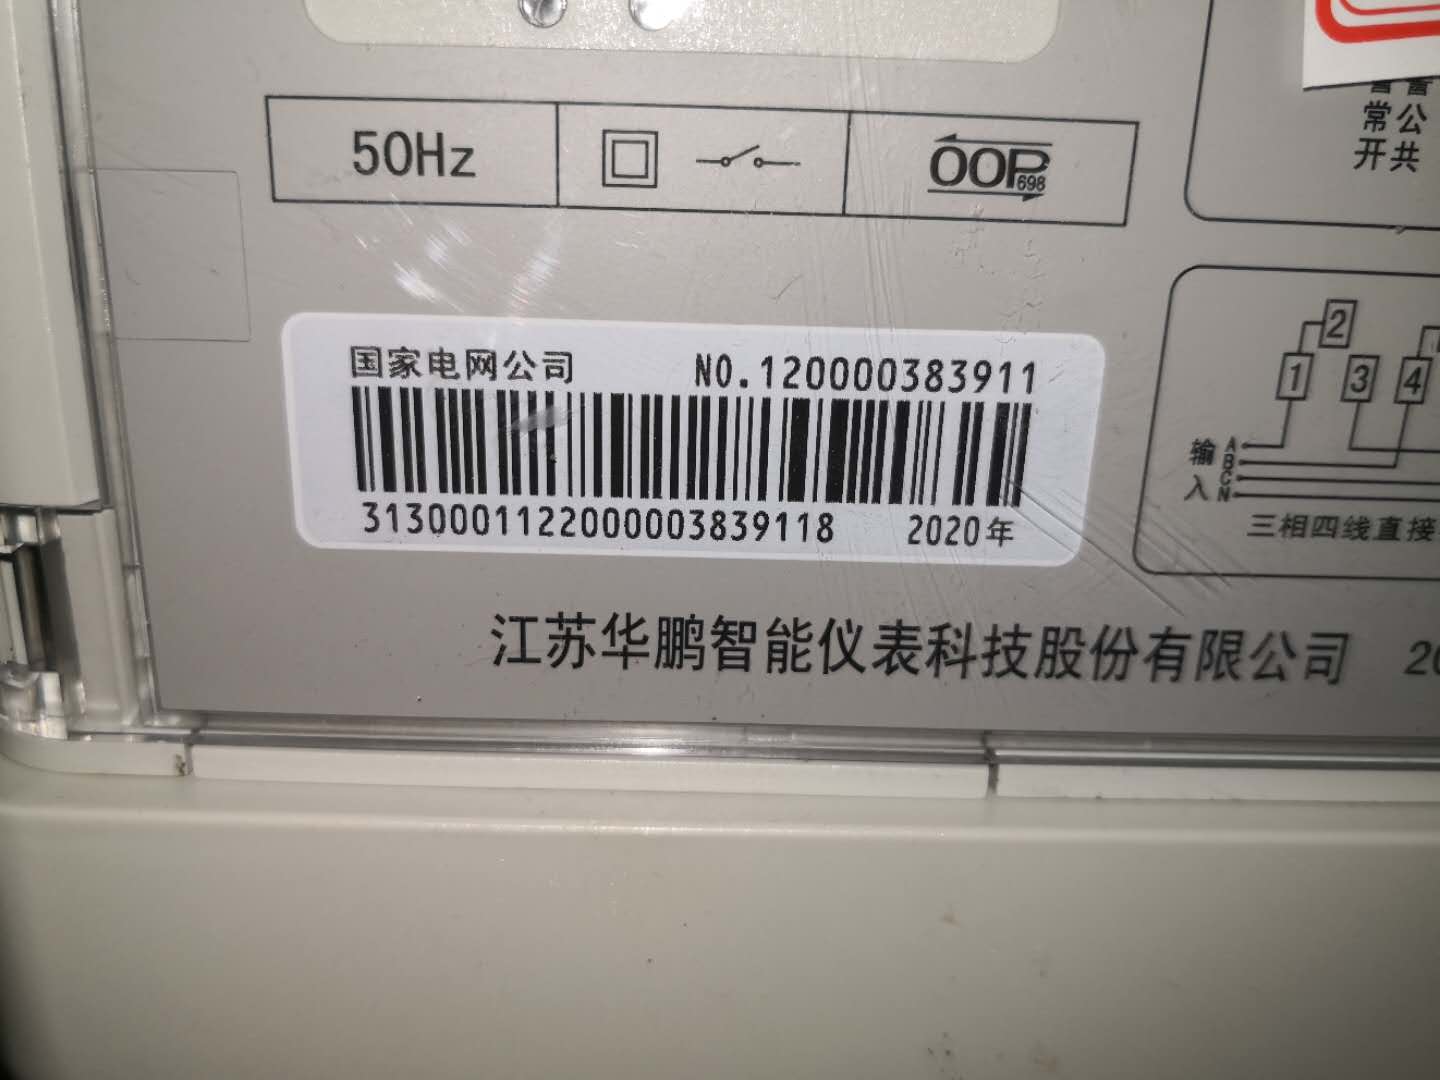 常 公
开 共
50Hz
OOP
698
国家电网公司 NO.120000383911
3130001122000003839118 2020年
2
1 3 4
输入 A B C N
三相四线直接
江苏华鹏智能仪表科技股份有限公司 20